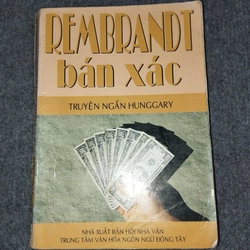 REMBRANDT
bán xác
TRUYỆN NGẮN HUNGGARY
NHÀ XUẤT BẢN HỘI NHÀ VĂN
TRUNG TÂM VĂN HÓA NGÔN NGỮ ĐÔNG TÂY